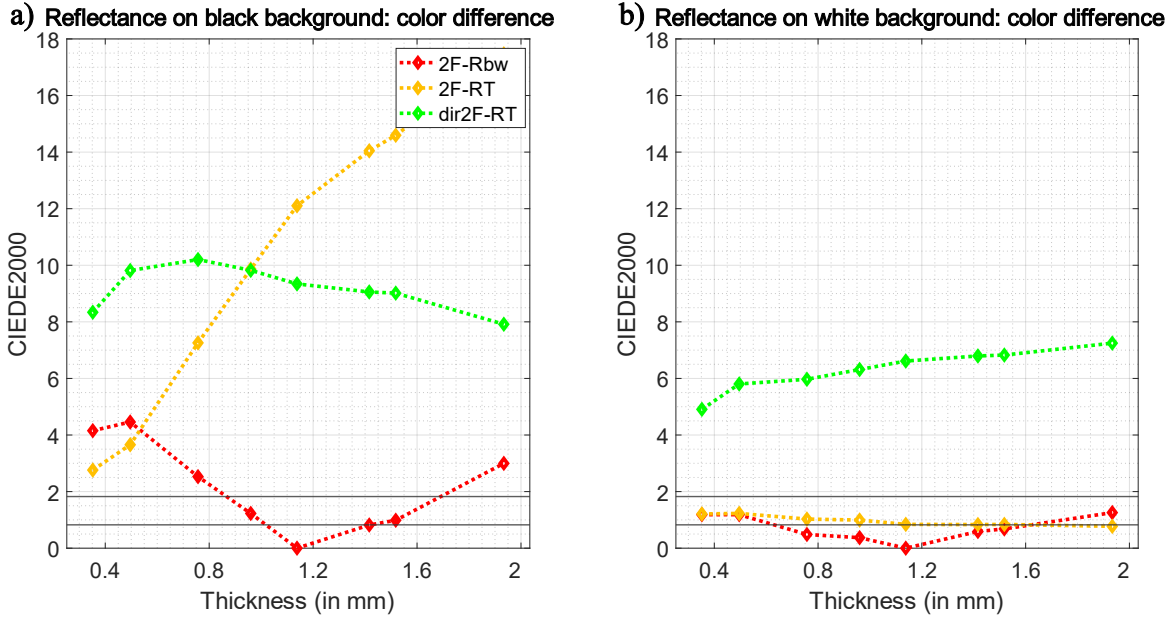 a) Reflectance on black background: color difference
18
16
14
12
10
8
6
4
2
0
CIEDE2000
0.4 0.8 1.2 1.6 2
Thickness (in mm)
2F-Rbw
2F-RT
dir2F-RT
b) Reflectance on white background: color difference
18
16
14
12
10
8
6
4
2
0
CIEDE2000
0.4 0.8 1.2 1.6 2
Thickness (in mm)